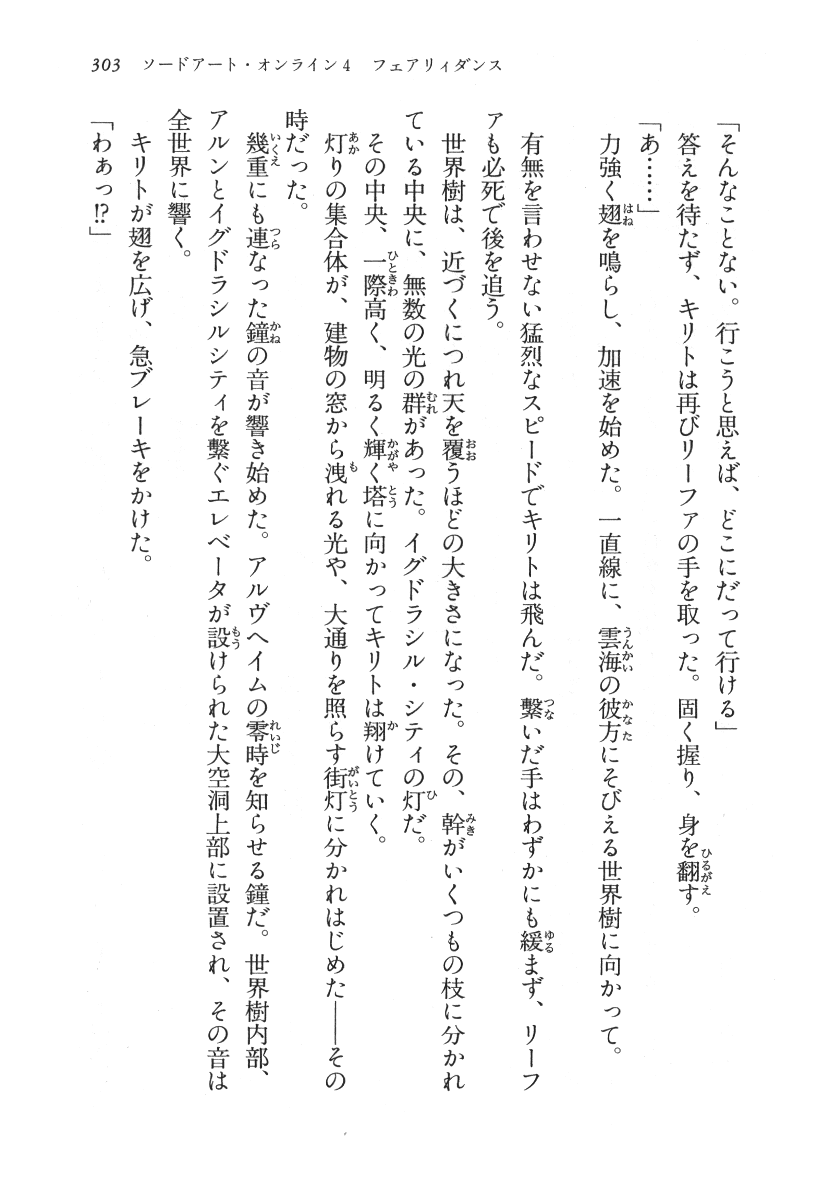 303　ソードアート・オンライン4　フェアリィダンス
「そんなことない。行こうと思えば、どこにだって行ける」
答えを待たず、キリトは再びリーファの手を取った。固く握り、身を翻す。
「あ……」
力強く翅を鳴らし、加速を始めた。一直線に、雲海の彼方にそびえる世界樹に向かって。
有無を言わせない猛烈なスピードでキリトは飛んだ。繋いだ手はわずかにも緩まず、リーフ
ァも必死で後を追う。
世界樹は、近づくにつれ天を覆うほどの大きさになった。その、幹がいくつもの枝に分かれ
ている中央に、無数の光の群があった。イグドラシル・シティの灯だ。
その中央、一際高く、明るく輝く塔に向かってキリトは翔けていく。
灯りの集合体が、建物の窓から洩れる光や、大通りを照らす街灯に分かれはじめた――その
時だった。
幾重にも連なった鐘の音が響き始めた。アルヴヘイムの零時を知らせる鐘だ。世界樹内部、
アルンとイグドラシルシティを繋ぐエレベータが設けられた大空洞上部に設置され、その音は
全世界に響く。
キリトが翅を広げ、急ブレーキをかけた。
「わぁっ!?」